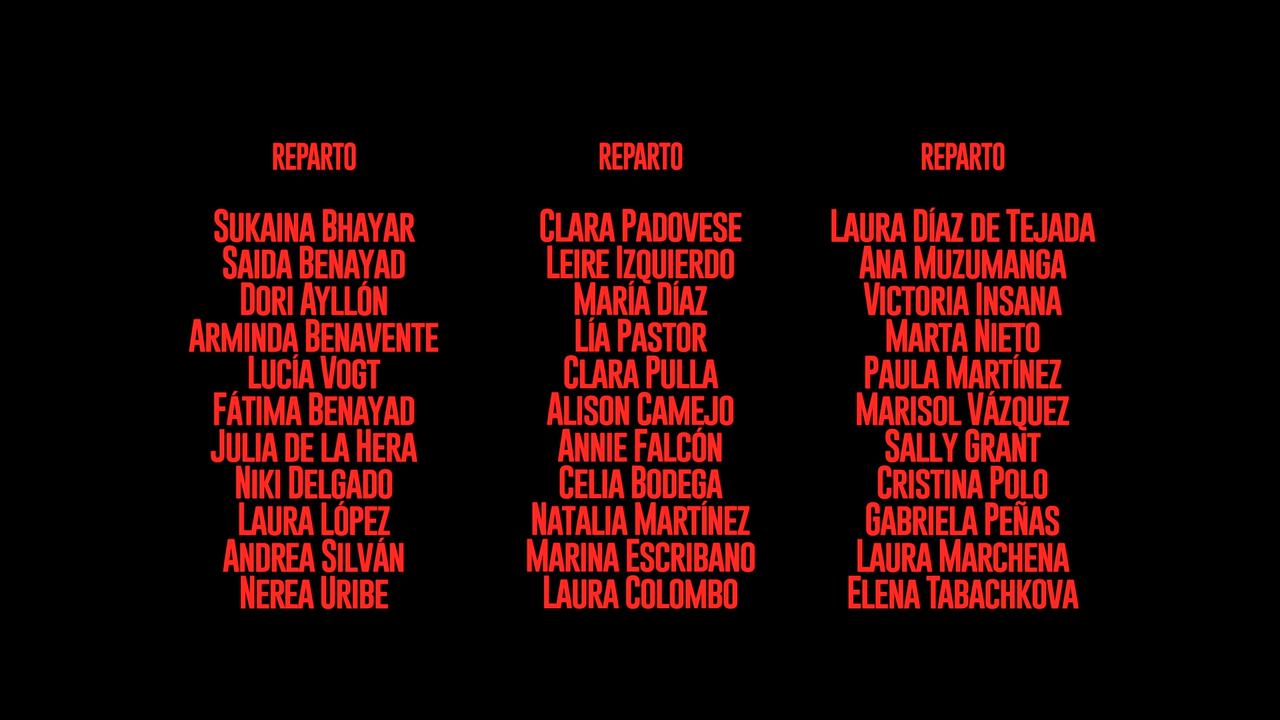 REPARTO
SUKAINA BHAYAR
SAIDA BENAYAD
DORI AYLLÓN
ARMINDA BENAVENTE
LUCÍA VOGT
FÁTIMA BENAYAD
JULIA DE LA HERA
NIKI DELGADO
LAURA LÓPEZ
ANDREA SILVÁN
NEREA URIBE
REPARTO
CLARA PADOVESE
LEIRE IZQUIERDO
MARÍA DÍAZ
LÍA PASTOR
CLARA PULLA
ALISON CAMEJO
ANNIE FALCÓN
CELIA BODEGA
NATALIA MARTÍNEZ
MARINA ESCRIBANO
LAURA COLOMBO
REPARTO
LAURA DÍAZ DE TEJADA
ANA MUZUMANGA
VICTORIA INSANA
MARTA NIETO
PAULA MARTÍNEZ
MARISOL VÁZQUEZ
SALLY GRANT
CRISTINA POLO
GABRIELA PEÑAS
LAURA MARCHENA
ELENA TABACHKOVA